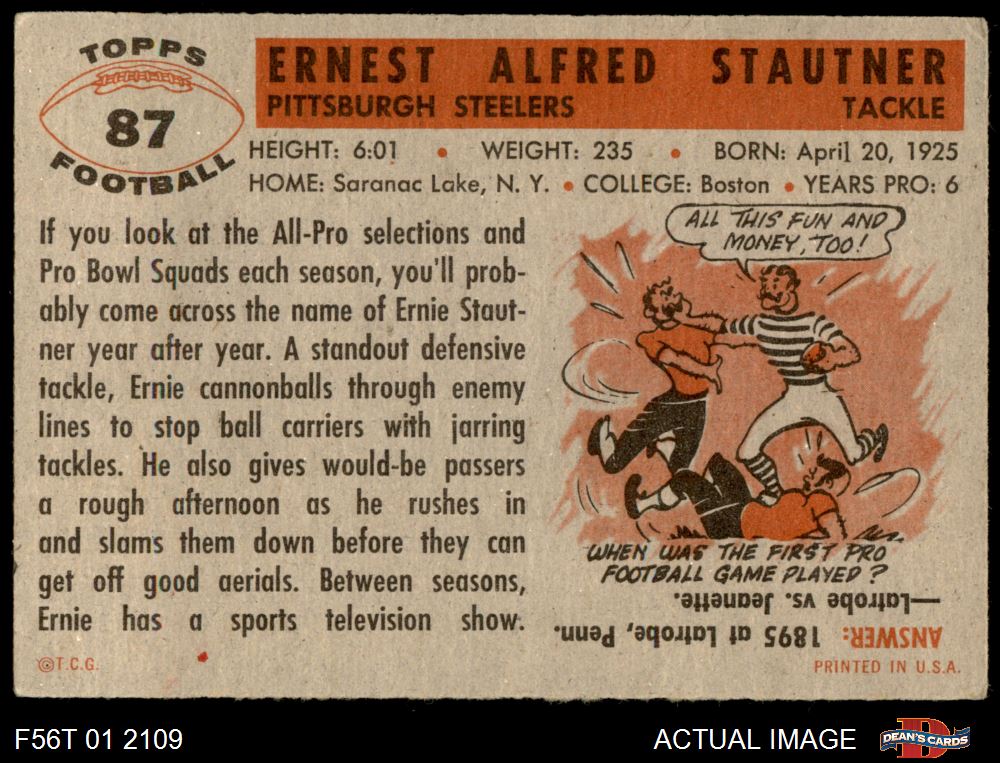 TOPPS
87
FOOTBALL
ERNEST ALFRED STAUTNER
PITTSBURGH STEELERS TACKLE
HEIGHT: 6:01 • WEIGHT: 235 • BORN: April 20, 1925
HOME: Saranac Lake, N. Y. • COLLEGE: Boston • YEARS PRO: 6
If you look at the All-Pro selections and
Pro Bowl Squads each season, you'll prob-
ably come across the name of Ernie Staut-
ner year after year. A standout defensive
tackle, Ernie cannonballs through enemy
lines to stop ball carriers with jarring
tackles. He also gives would-be passers
a rough afternoon as he rushes in
and slams them down before they can
get off good aerials. Between seasons,
Ernie has a sports television show.
©T.C.G.
ALL THIS FUN AND
MONEY, TOO!
WHEN WAS THE FIRST PRO
FOOTBALL GAME PLAYED?
ANSWER: 1895 at Latrobe, Penn.
—Latrobe vs. Jeanette.
PRINTED IN U.S.A.
F56T 01 2109
ACTUAL IMAGE
D
DEAN'S CARDS